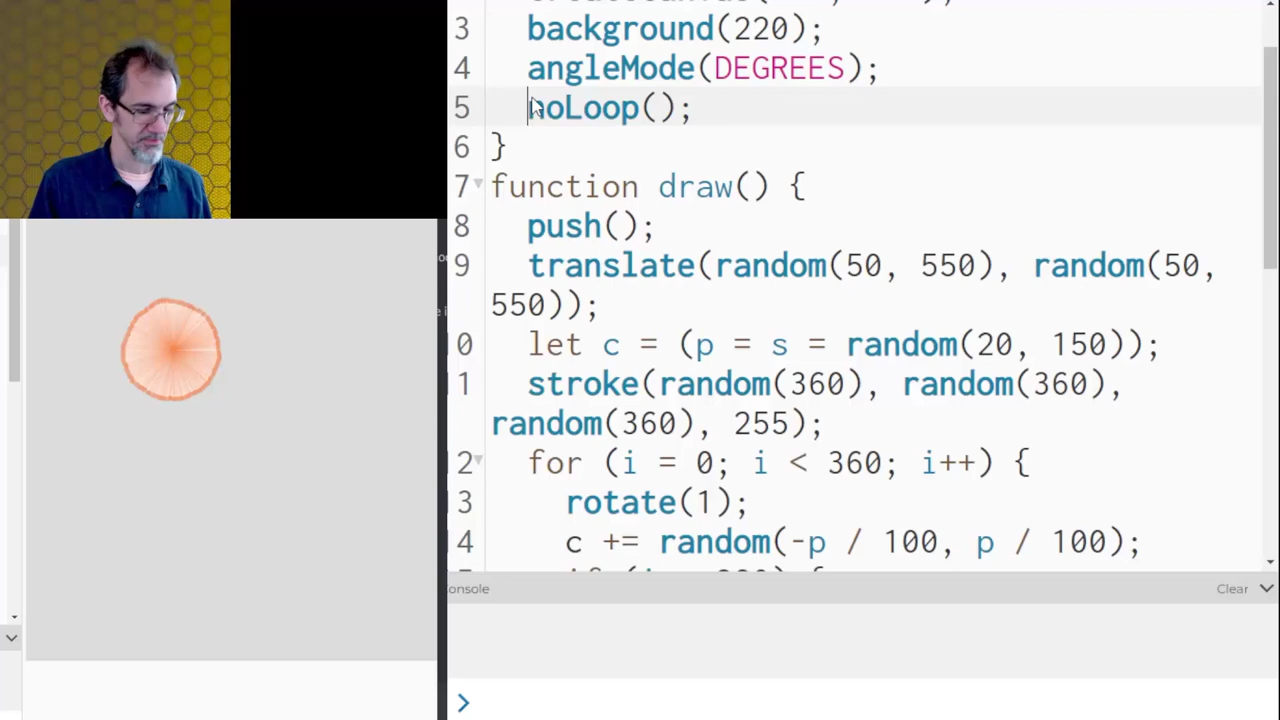 3 background(220);
4 angleMode(DEGREES);
5 noLoop();
6 }
7 function draw() {
8 push();
9 translate(random(50, 550), random(50,
550));
0 let c = (p = s = random(20, 150));
1 stroke(random(360), random(360),
random(360), 255);
2 for (i = 0; i < 360; i++) {
3 rotate(1);
4 c += random(-p / 100, p / 100);
onsole Clear
>